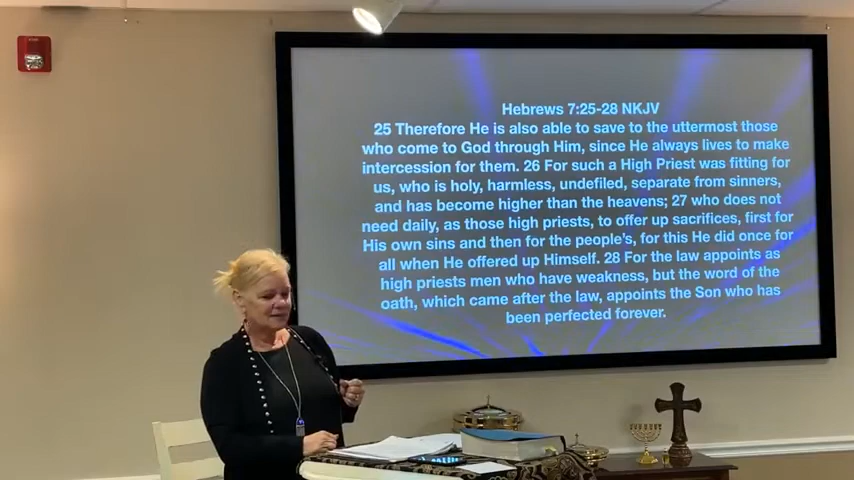 Hebrews 7:25-28 NKJV
25 Therefore He is also able to save to the uttermost those
who come to God through Him, since He always lives to make
intercession for them. 26 For such a High Priest was fitting for
us, who is holy, harmless, undefiled, separate from sinners,
and has become higher than the heavens; 27 who does not
need daily, as those high priests, to offer up sacrifices, first for
His own sins and then for the people's, for this He did once for
all when He offered up Himself. 28 For the law appoints as
high priests men who have weakness, but the word of the
oath, which came after the law, appoints the Son who has
been perfected forever.